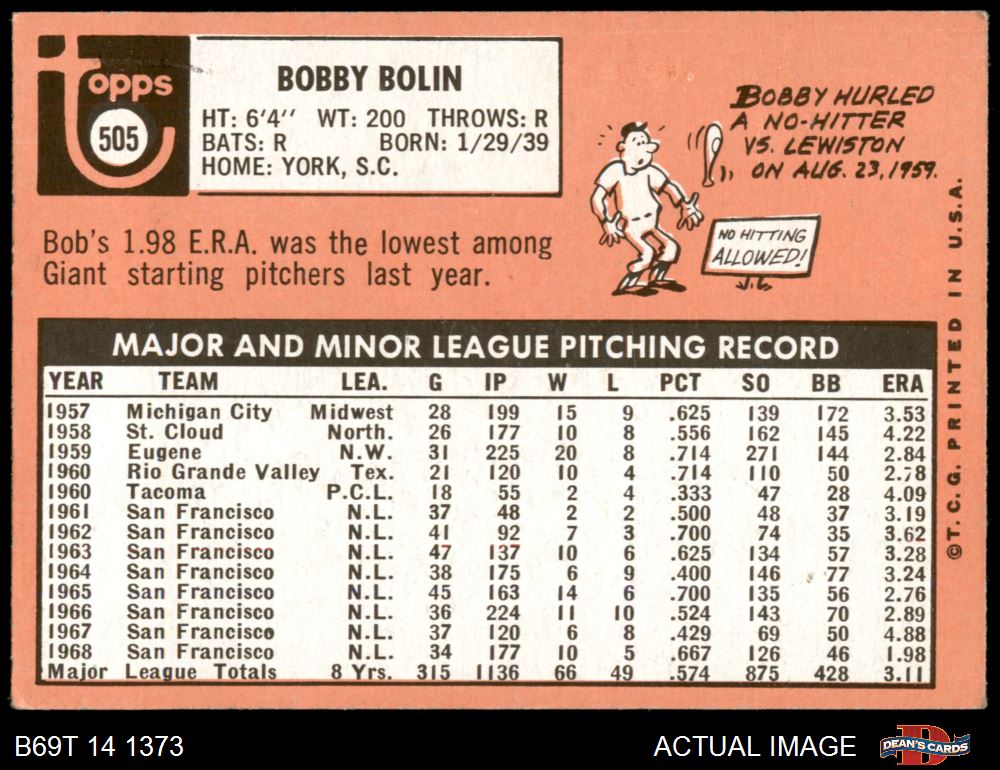 Topps
505
BOBBY BOLIN
HT: 6'4'' WT: 200 THROWS: R
BATS: R BORN: 1/29/39
HOME: YORK, S.C.
Bob's 1.98 E.R.A. was the lowest among
Giant starting pitchers last year.
BOBBY HURLED
A NO-HITTER
VS. LEWISTON
ON AUG. 23, 1959.
NO HITTING
ALLOWED!
MAJOR AND MINOR LEAGUE PITCHING RECORD
YEAR TEAM LEA. G IP W L PCT SO BB ERA
1957 Michigan City Midwest 28 199 15 9 .625 139 172 3.53
1958 St. Cloud North. 26 177 10 8 .556 162 145 4.22
1959 Eugene N.W. 31 225 20 8 .714 271 144 2.84
1960 Rio Grande Valley Tex. 21 120 10 4 .714 110 50 2.78
1960 Tacoma P.C.L. 18 55 2 4 .333 47 28 4.09
1961 San Francisco N.L. 37 48 2 2 .500 48 37 3.19
1962 San Francisco N.L. 41 92 7 3 .700 74 35 3.62
1963 San Francisco N.L. 47 137 10 6 .625 134 57 3.28
1964 San Francisco N.L. 38 175 6 9 .400 146 77 3.24
1965 San Francisco N.L. 45 163 14 6 .700 135 56 2.76
1966 San Francisco N.L. 36 224 11 10 .524 143 70 2.89
1967 San Francisco N.L. 37 120 6 8 .429 69 50 4.88
1968 San Francisco N.L. 34 177 10 5 .667 126 46 1.98
Major League Totals 8 Yrs. 315 1136 66 49 .574 875 428 3.11
©T.C.G. PRINTED IN U.S.A.
B69T 14 1373
ACTUAL IMAGE
D
DEAN'S CARDS